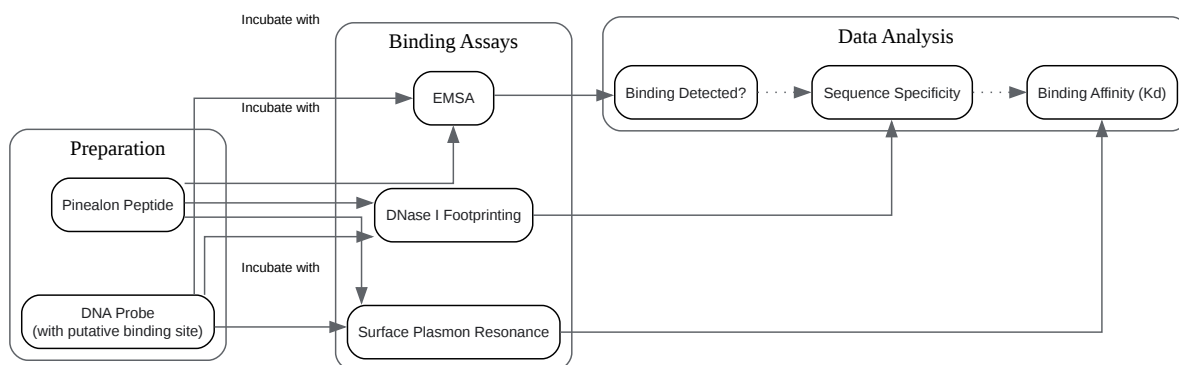 Incubate with
Binding Assays
Data Analysis
EMSA
Binding Detected?
Sequence Specificity
Binding Affinity (Kd)
Incubate with
Preparation
Pinealon Peptide
DNase I Footprinting
Incubate with
DNA Probe
(with putative binding site)
Surface Plasmon Resonance